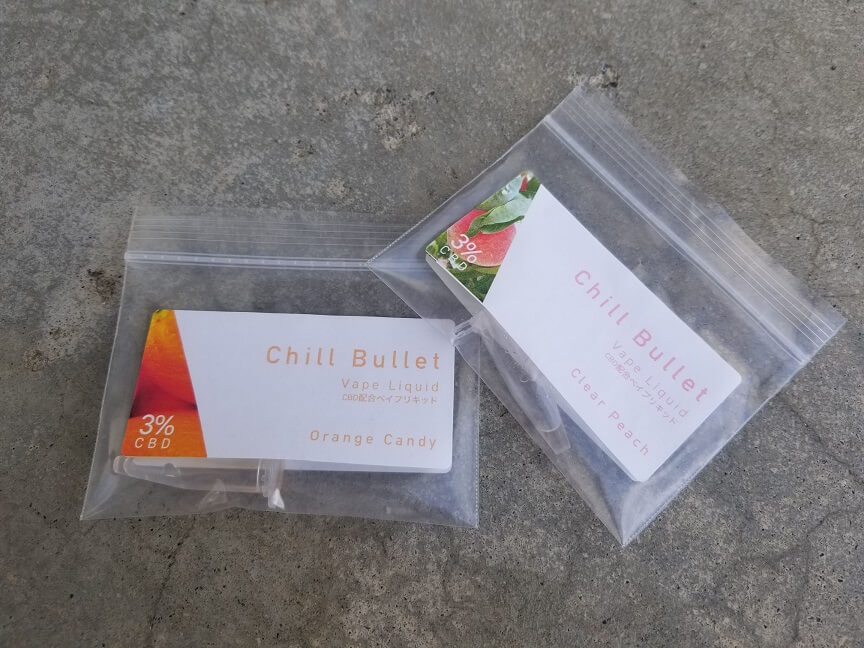 Chill Bullet
Vape Liquid
CBD配合ベイプリキッド
Orange Candy
3%
CBD
Chill Bullet
Vape Liquid
CBD配合ベイプリキッド
Clear Peach
3%
CBD